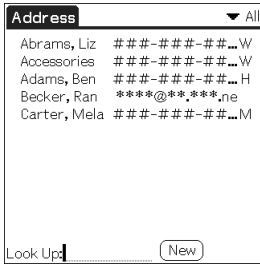 Address All
Abrams, Liz ###-###-##...W
Accessories ###-###-##...W
Adams, Ben ###-###-##...H
Becker, Ran ****@**.***.ne
Carter, Mela ###-###-##...M
Look Up: New